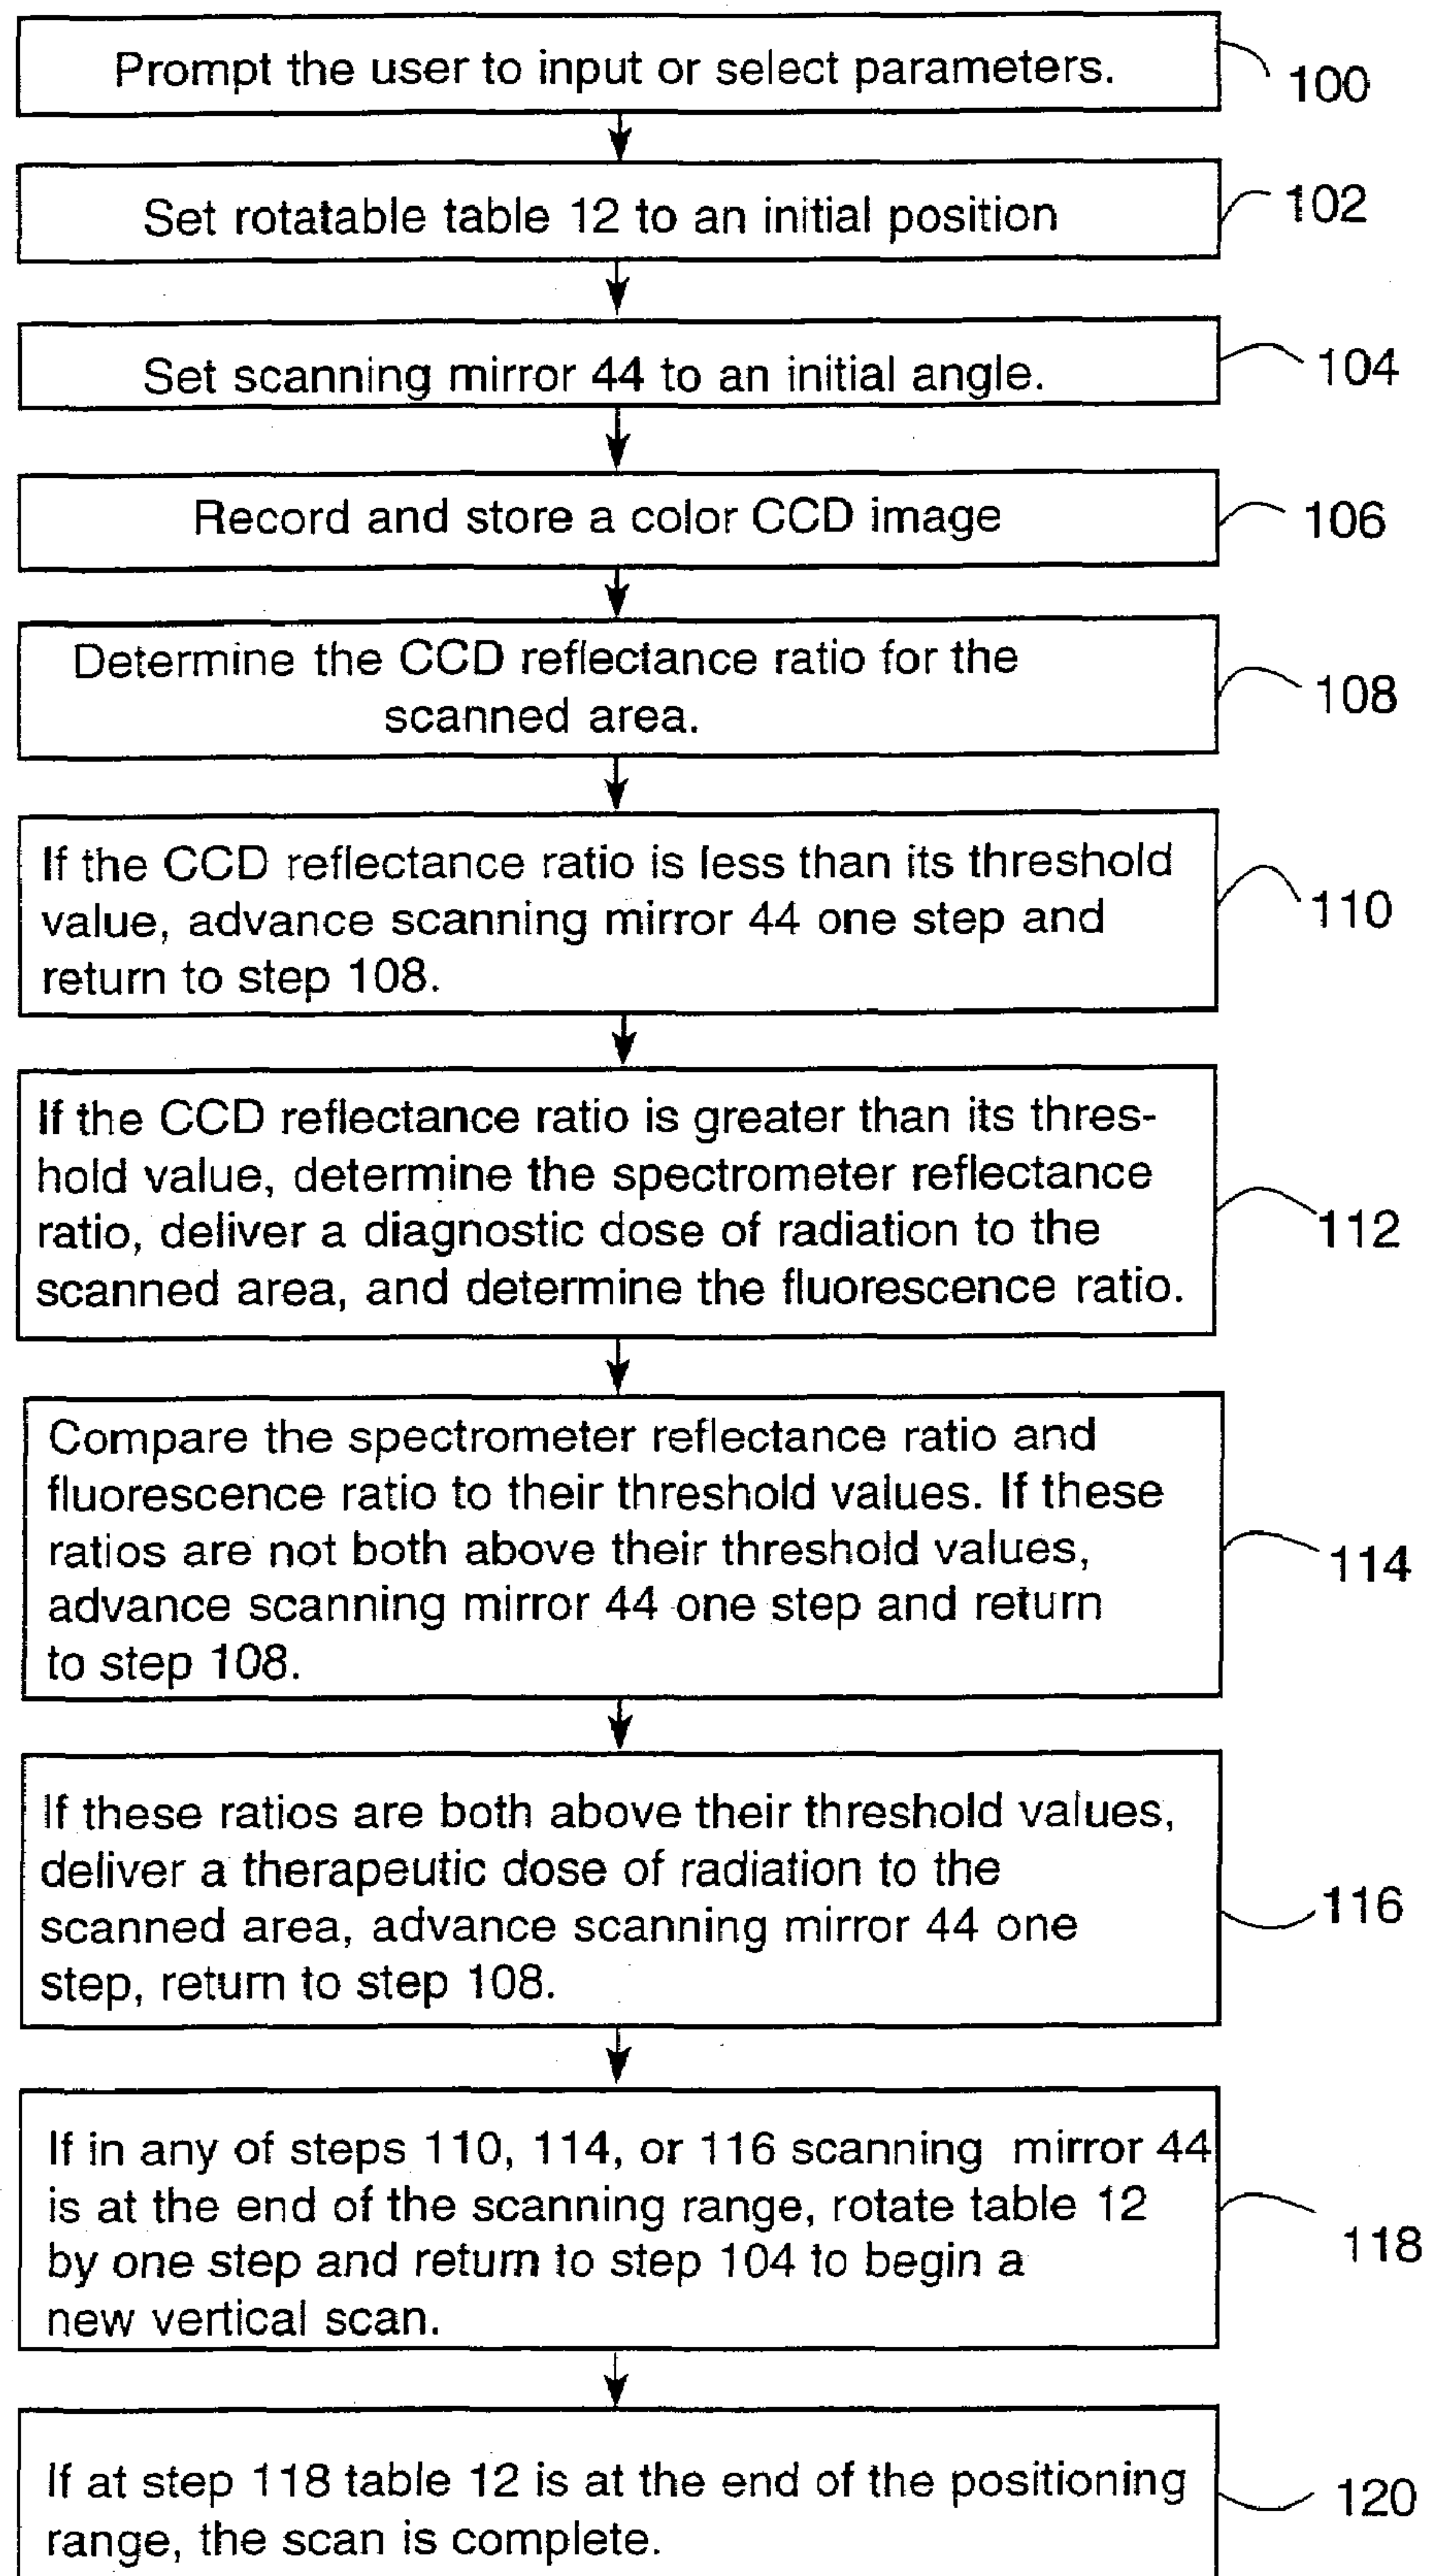 Prompt the user to input or select parameters.
100
Set rotatable table 12 to an initial position
102
Set scanning mirror 44 to an initial angle.
104
Record and store a color CCD image
106
Determine the CCD reflectance ratio for the
scanned area.
108
If the CCD reflectance ratio is less than its threshold
value, advance scanning mirror 44 one step and
return to step 108.
110
If the CCD reflectance ratio is greater than its thres-
hold value, determine the spectrometer reflectance
ratio, deliver a diagnostic dose of radiation to the
scanned area, and determine the fluorescence ratio.
112
Compare the spectrometer reflectance ratio and
fluorescence ratio to their threshold values. If these
ratios are not both above their threshold values,
advance scanning mirror 44 one step and return
to step 108.
114
If these ratios are both above their threshold values,
deliver a therapeutic dose of radiation to the
scanned area, advance scanning mirror 44 one
step, return to step 108.
116
If in any of steps 110, 114, or 116 scanning mirror 44
is at the end of the scanning range, rotate table 12
by one step and return to step 104 to begin a
new vertical scan.
118
If at step 118 table 12 is at the end of the positioning
range, the scan is complete.
120